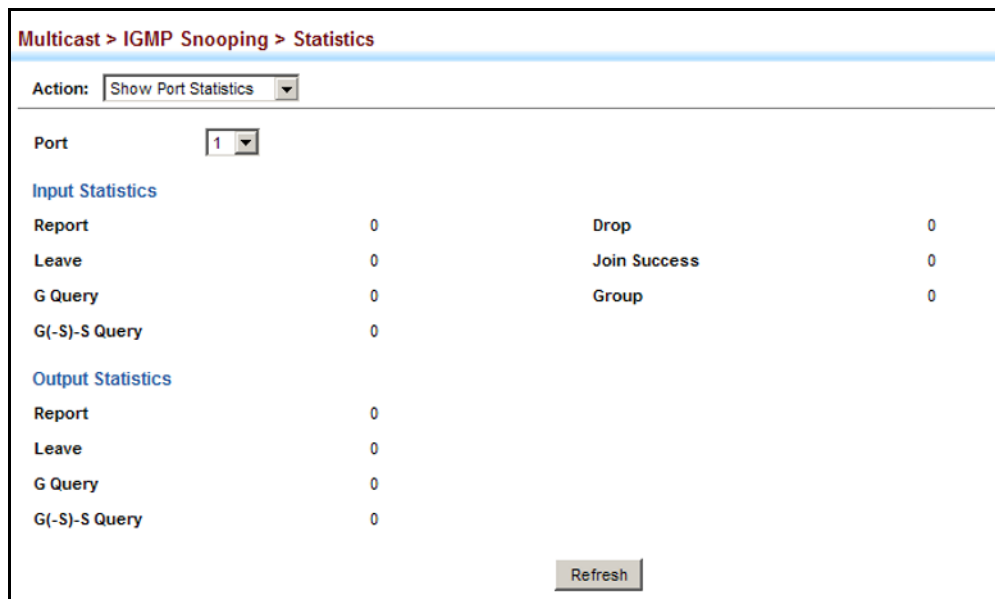 Multicast > IGMP Snooping > Statistics
Action: Show Port Statistics
Port 1
Input Statistics
Report 0 Drop 0
Leave 0 Join Success 0
G Query 0 Group 0
G(-S)-S Query 0
Output Statistics
Report 0
Leave 0
G Query 0
G(-S)-S Query 0
Refresh